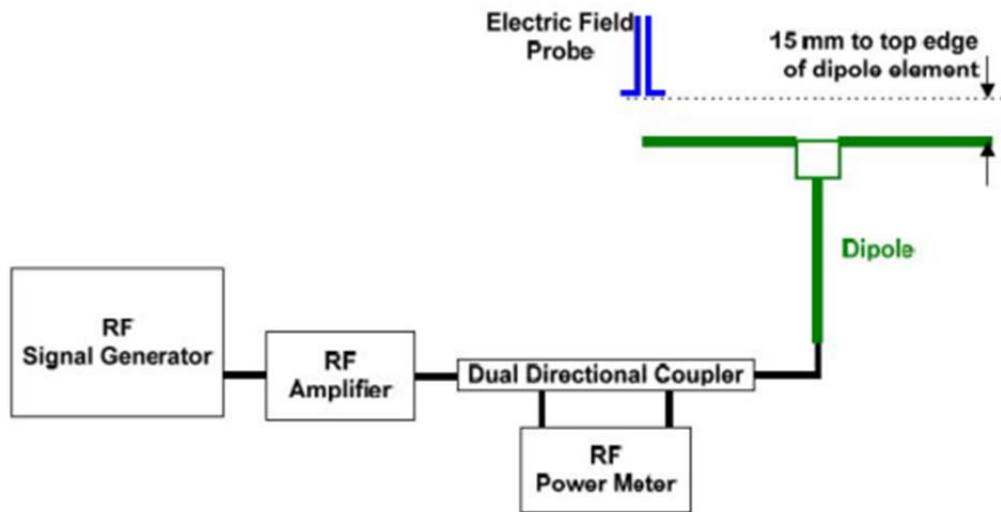 Electric Field
Probe
15 mm to top edge
of dipole element
Dipole
RF
Signal Generator
RF
Amplifier
Dual Directional Coupler
RF
Power Meter